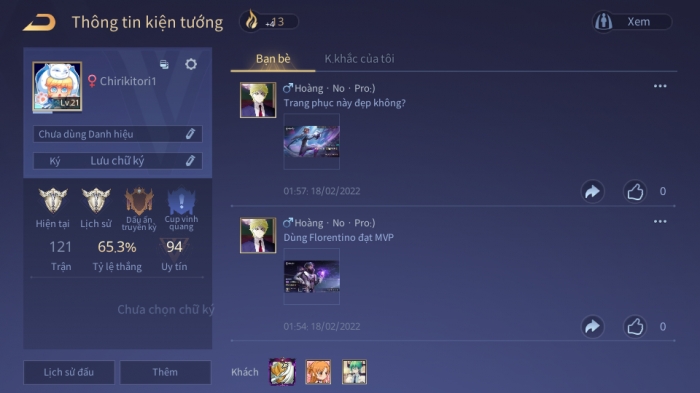 Thông tin kiện tướng
13
Xem
Bạn bè
K.khắc của tôi
Chirikitori1
Lv.21
Chưa dùng Danh hiệu
Ký
Lưu chữ ký
Hiện tại
Lịch sử
Dấu ấn truyền kỳ
Cup vinh quang
121
65.3%
94
Trận
Tỷ lệ thắng
Uy tín
Chưa chọn chữ ký
Lịch sử đấu
Thêm
Hoàng · No · Pro:)
Trang phục này đẹp không?
01:57: 18/02/2022
0
Hoàng · No · Pro:)
Dùng Florentino đạt MVP
01:54 18/02/2022
0
Khách